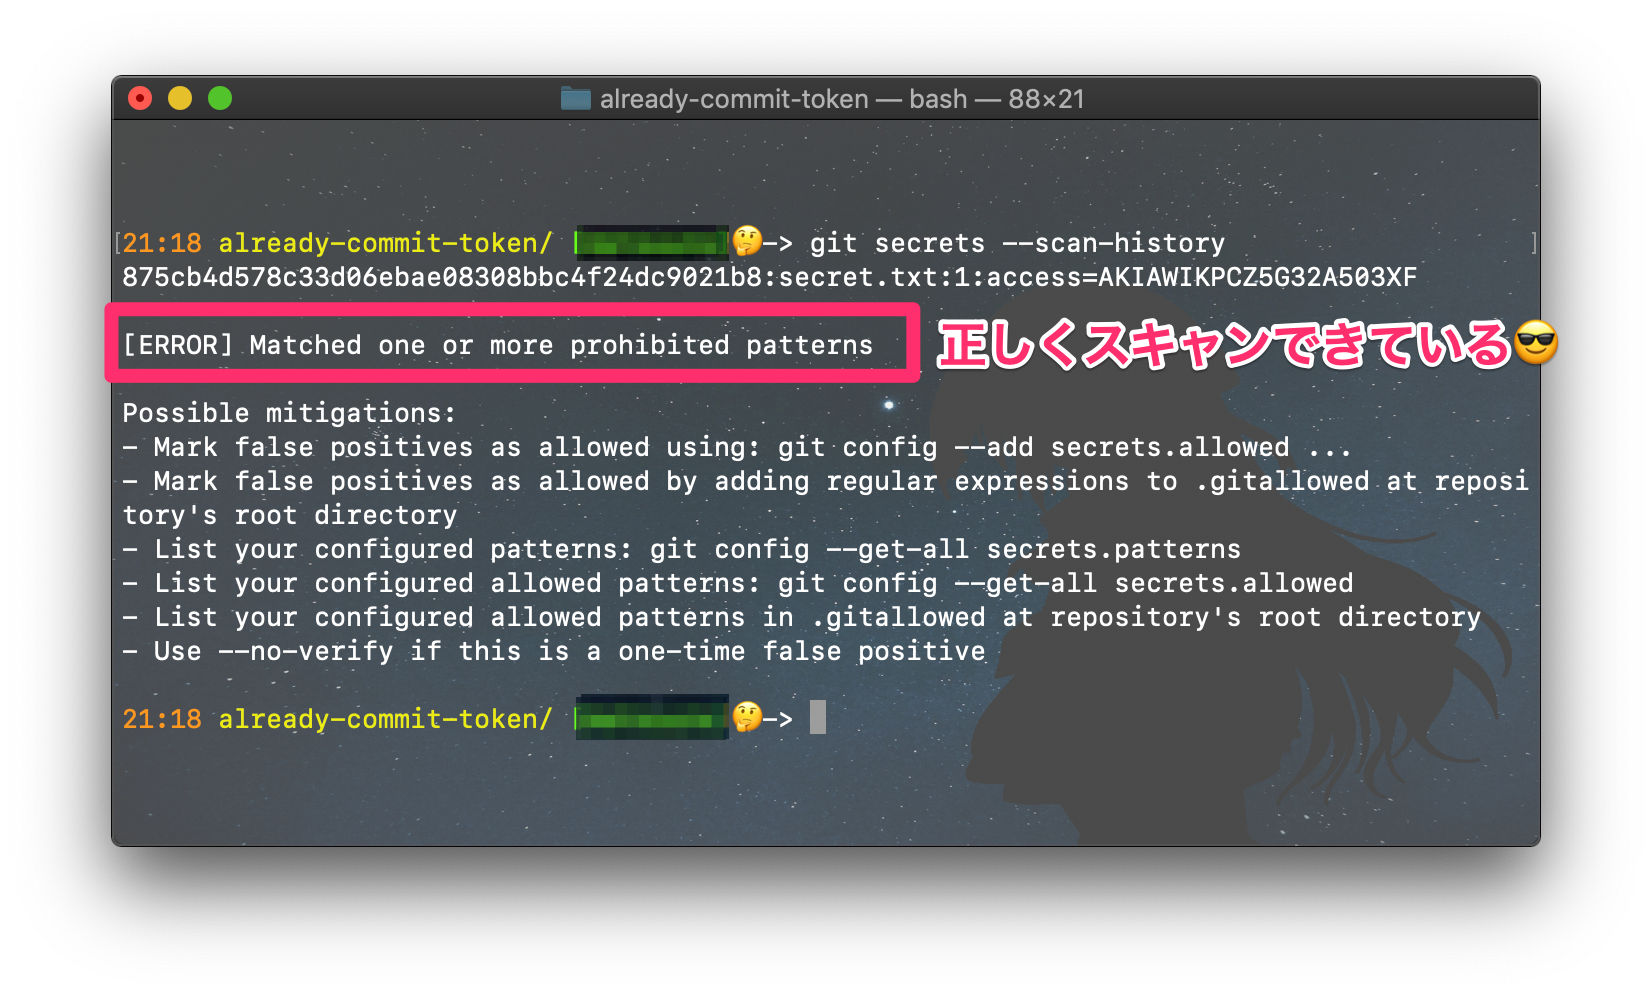 already-commit-token — bash — 88×21
[21:18 already-commit-token/ 🤔-> git secrets --scan-history ]
875cb4d578c33d06ebae08308bbc4f24dc9021b8:secret.txt:1:access=AKIAWIKPCZ5G32A503XF
[ERROR] Matched one or more prohibited patterns
正しくスキャンできている😎
Possible mitigations:
- Mark false positives as allowed using: git config --add secrets.allowed ...
- Mark false positives as allowed by adding regular expressions to .gitallowed at reposi
tory's root directory
- List your configured patterns: git config --get-all secrets.patterns
- List your configured allowed patterns: git config --get-all secrets.allowed
- List your configured allowed patterns in .gitallowed at repository's root directory
- Use --no-verify if this is a one-time false positive
21:18 already-commit-token/ 🤔->